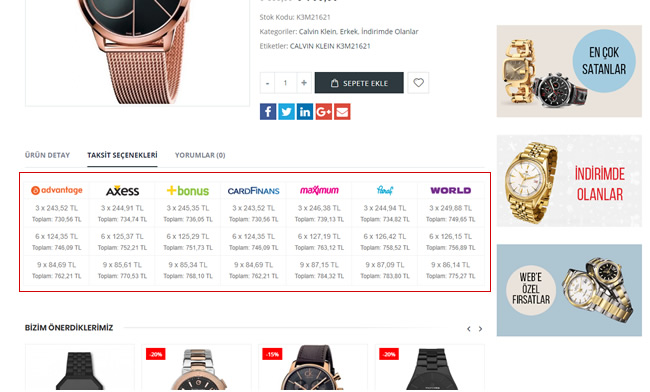 Stok Kodu: K3M21621
Kategoriler: Calvin Klein, Erkek, İndirimde Olanlar
Etiketler: CALVIN KLEIN K3M21621
- 1 + SEPETE EKLE
EN ÇOK
SATANLAR
İNDİRİMDE
OLANLAR
WEB'E
ÖZEL
FIRSATLAR
ÜRÜN DETAY TAKSİT SEÇENEKLERİ YORUMLAR (0)
advantage AXESS bonus CARDFINANS maximum Paraf WORLD
3 x 243,52 TL 3 x 244,91 TL 3 x 245,35 TL 3 x 243,52 TL 3 x 246,38 TL 3 x 244,94 TL 3 x 249,88 TL
Toplam: 730,56 TL Toplam: 734,74 TL Toplam: 736,05 TL Toplam: 730,56 TL Toplam: 739,13 TL Toplam: 734,82 TL Toplam: 749,65 TL
6 x 124,35 TL 6 x 125,37 TL 6 x 125,29 TL 6 x 124,35 TL 6 x 127,19 TL 6 x 126,42 TL 6 x 126,15 TL
Toplam: 746,09 TL Toplam: 752,21 TL Toplam: 751,73 TL Toplam: 746,09 TL Toplam: 763,12 TL Toplam: 758,52 TL Toplam: 756,89 TL
9 x 84,69 TL 9 x 85,61 TL 9 x 85,34 TL 9 x 84,69 TL 9 x 87,15 TL 9 x 87,09 TL 9 x 86,14 TL
Toplam: 762,21 TL Toplam: 770,53 TL Toplam: 768,10 TL Toplam: 762,21 TL Toplam: 784,32 TL Toplam: 783,80 TL Toplam: 775,27 TL
BİZİM ÖNERDİKLERİMİZ
-20% -15% -20%